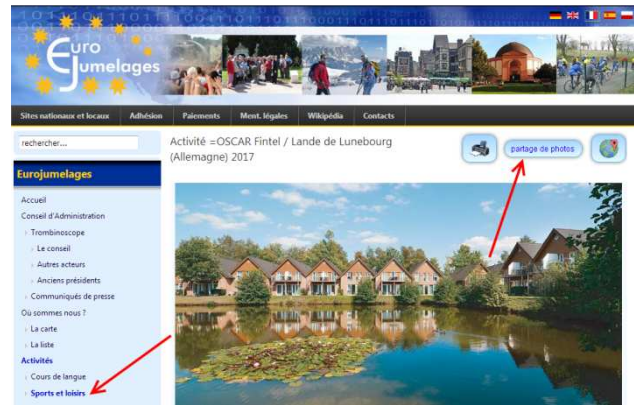 Euro
Jumelages
Sites nationaux et locaux Adhésion Paiements Ment. légales Wikipédia Contacts
rechercher...
Activité =OSCAR Fintel / Lande de Lunebourg
(Allemagne) 2017
partage de photos
Eurojumelages
Accueil
Conseil d'Administration
Trombinoscope
Le conseil
Autres acteurs
Anciens présidents
Communiqués de presse
Où sommes nous ?
La carte
La liste
Activités
Cours de langue
Sports et loisirs